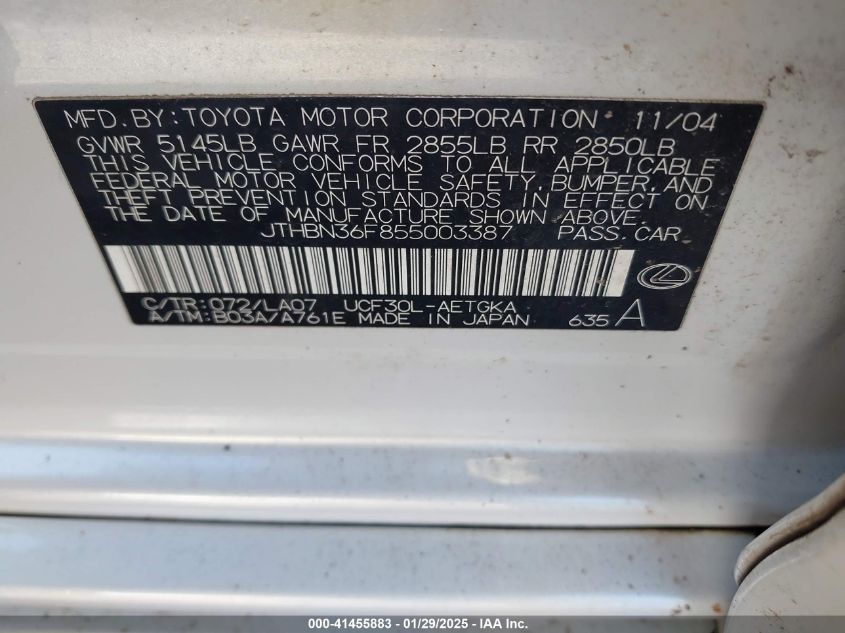 MFD. BY: TOYOTA MOTOR CORPORATION 11/04
GVWR 5145LB GAWR FR 2855LB RR 2850LB
THIS VEHICLE CONFORMS TO ALL APPLICABLE
FEDERAL MOTOR VEHICLE SAFETY, BUMPER, AND
THEFT PREVENTION STANDARDS IN EFFECT ON
THE DATE OF MANUFACTURE SHOWN ABOVE.
JTHBN36F855003387 PASS. CAR
C/TR: 072/LA07 UCF30L-AETGKA
A/TM: B03A/A761E MADE IN JAPAN 635 A
000-41455883 / 01/29/2025 / IAA Inc.